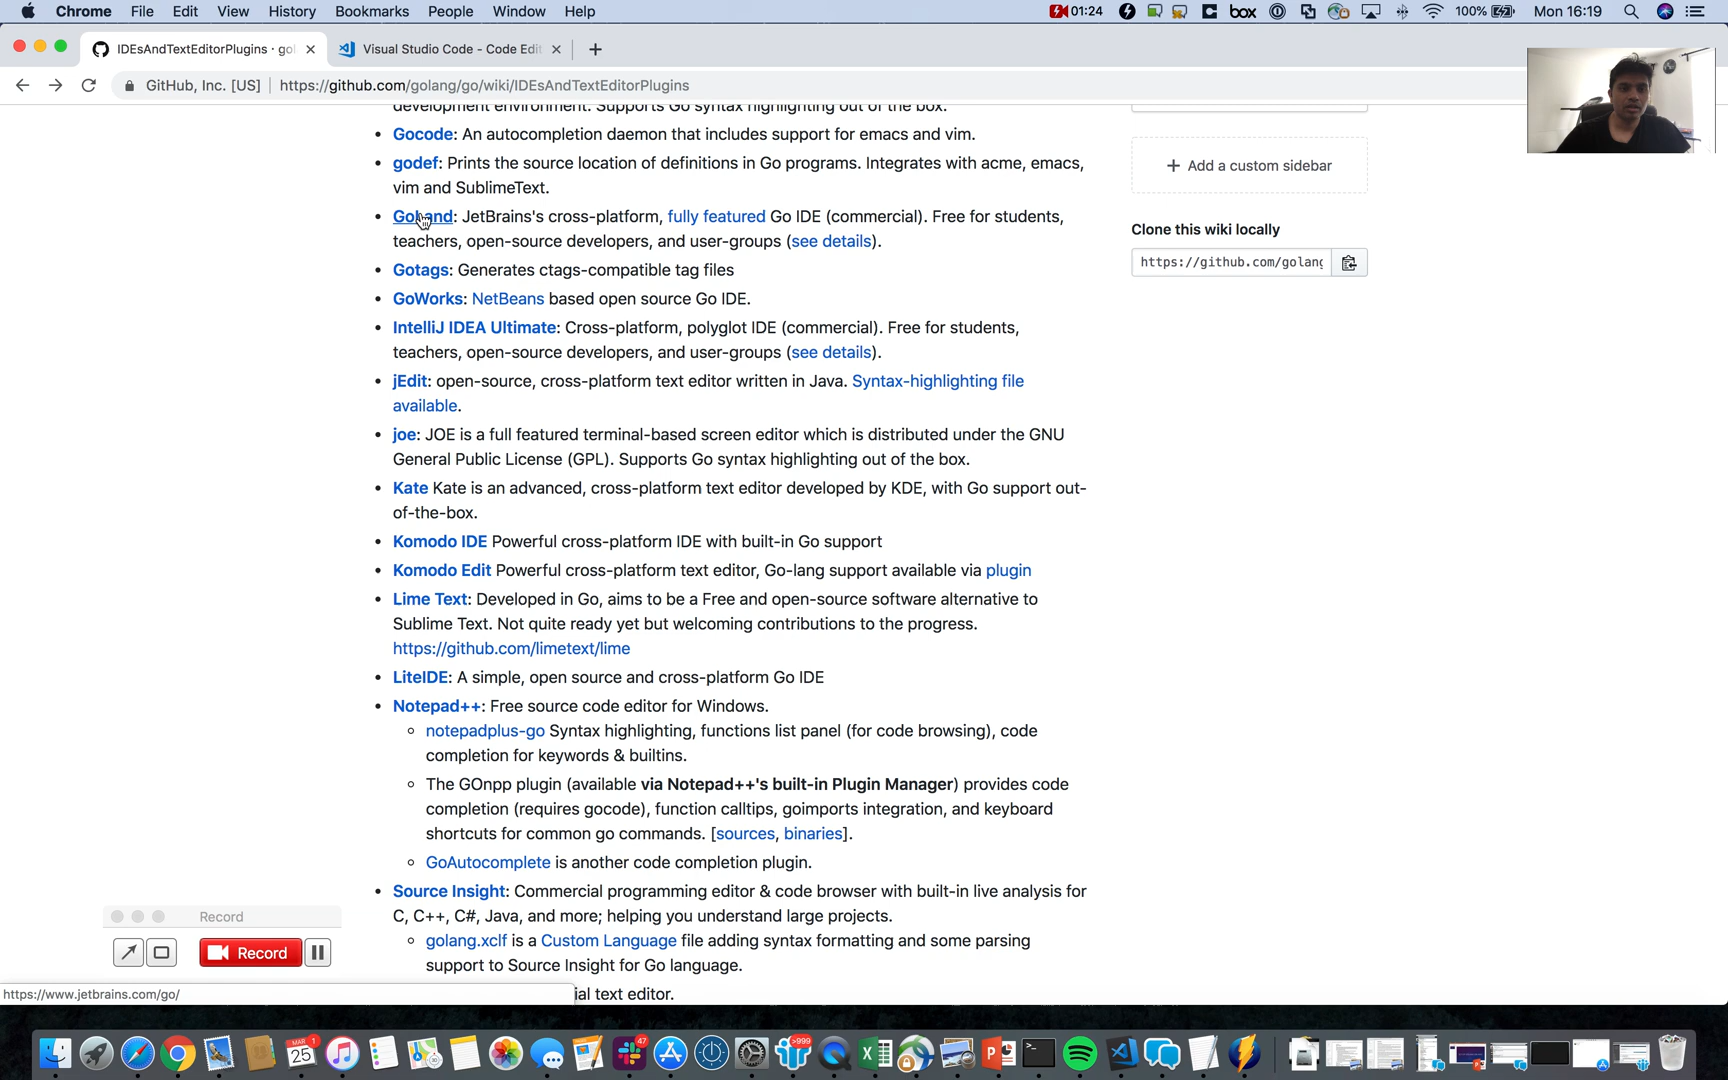 Chrome File Edit View History Bookmarks People Window Help 01:24 box 100% Mon 16:19
IDEsAndTextEditorPlugins · gol Visual Studio Code - Code Edit
GitHub, Inc. [US] https://github.com/golang/go/wiki/IDEsAndTextEditorPlugins
development environment. Supports Go syntax highlighting out of the box.
Gocode: An autocompletion daemon that includes support for emacs and vim.
godef: Prints the source location of definitions in Go programs. Integrates with acme, emacs,
vim and SublimeText.
GoLand: JetBrains's cross-platform, fully featured Go IDE (commercial). Free for students,
teachers, open-source developers, and user-groups (see details).
Gotags: Generates ctags-compatible tag files
GoWorks: NetBeans based open source Go IDE.
IntelliJ IDEA Ultimate: Cross-platform, polyglot IDE (commercial). Free for students,
teachers, open-source developers, and user-groups (see details).
jEdit: open-source, cross-platform text editor written in Java. Syntax-highlighting file
available.
joe: JOE is a full featured terminal-based screen editor which is distributed under the GNU
General Public License (GPL). Supports Go syntax highlighting out of the box.
Kate Kate is an advanced, cross-platform text editor developed by KDE, with Go support out-
of-the-box.
Komodo IDE Powerful cross-platform IDE with built-in Go support
Komodo Edit Powerful cross-platform text editor, Go-lang support available via plugin
Lime Text: Developed in Go, aims to be a Free and open-source software alternative to
Sublime Text. Not quite ready yet but welcoming contributions to the progress.
https://github.com/limetext/lime
LiteIDE: A simple, open source and cross-platform Go IDE
Notepad++: Free source code editor for Windows.
notepadplus-go Syntax highlighting, functions list panel (for code browsing), code
completion for keywords & builtins.
The GOnpp plugin (available via Notepad++'s built-in Plugin Manager) provides code
completion (requires gocode), function calltips, goimports integration, and keyboard
shortcuts for common go commands. [sources, binaries].
GoAutocomplete is another code completion plugin.
Source Insight: Commercial programming editor & code browser with built-in live analysis for
C, C++, C#, Java, and more; helping you understand large projects.
golang.xclf is a Custom Language file adding syntax formatting and some parsing
support to Source Insight for Go language.
ial text editor.
+ Add a custom sidebar
Clone this wiki locally
https://github.com/golang
Record
Record
https://www.jetbrains.com/go/
MAR 1
25
47
>999